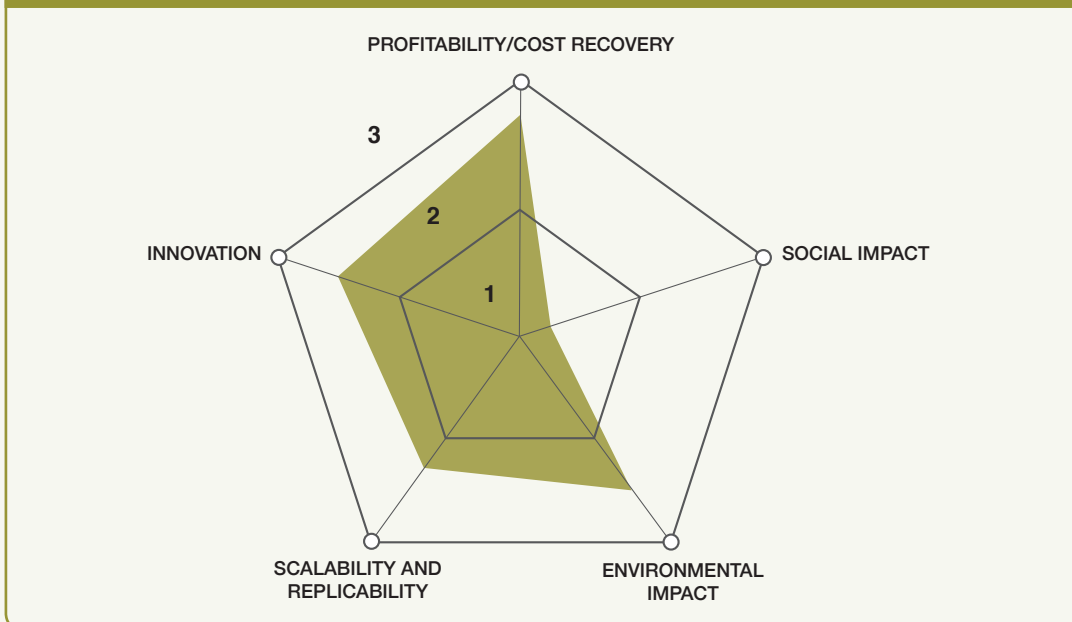 PROFITABILITY/COST RECOVERY
3
2
INNOVATION
SOCIAL IMPACT
1
SCALABILITY AND
REPLICABILITY
ENVIRONMENTAL
IMPACT